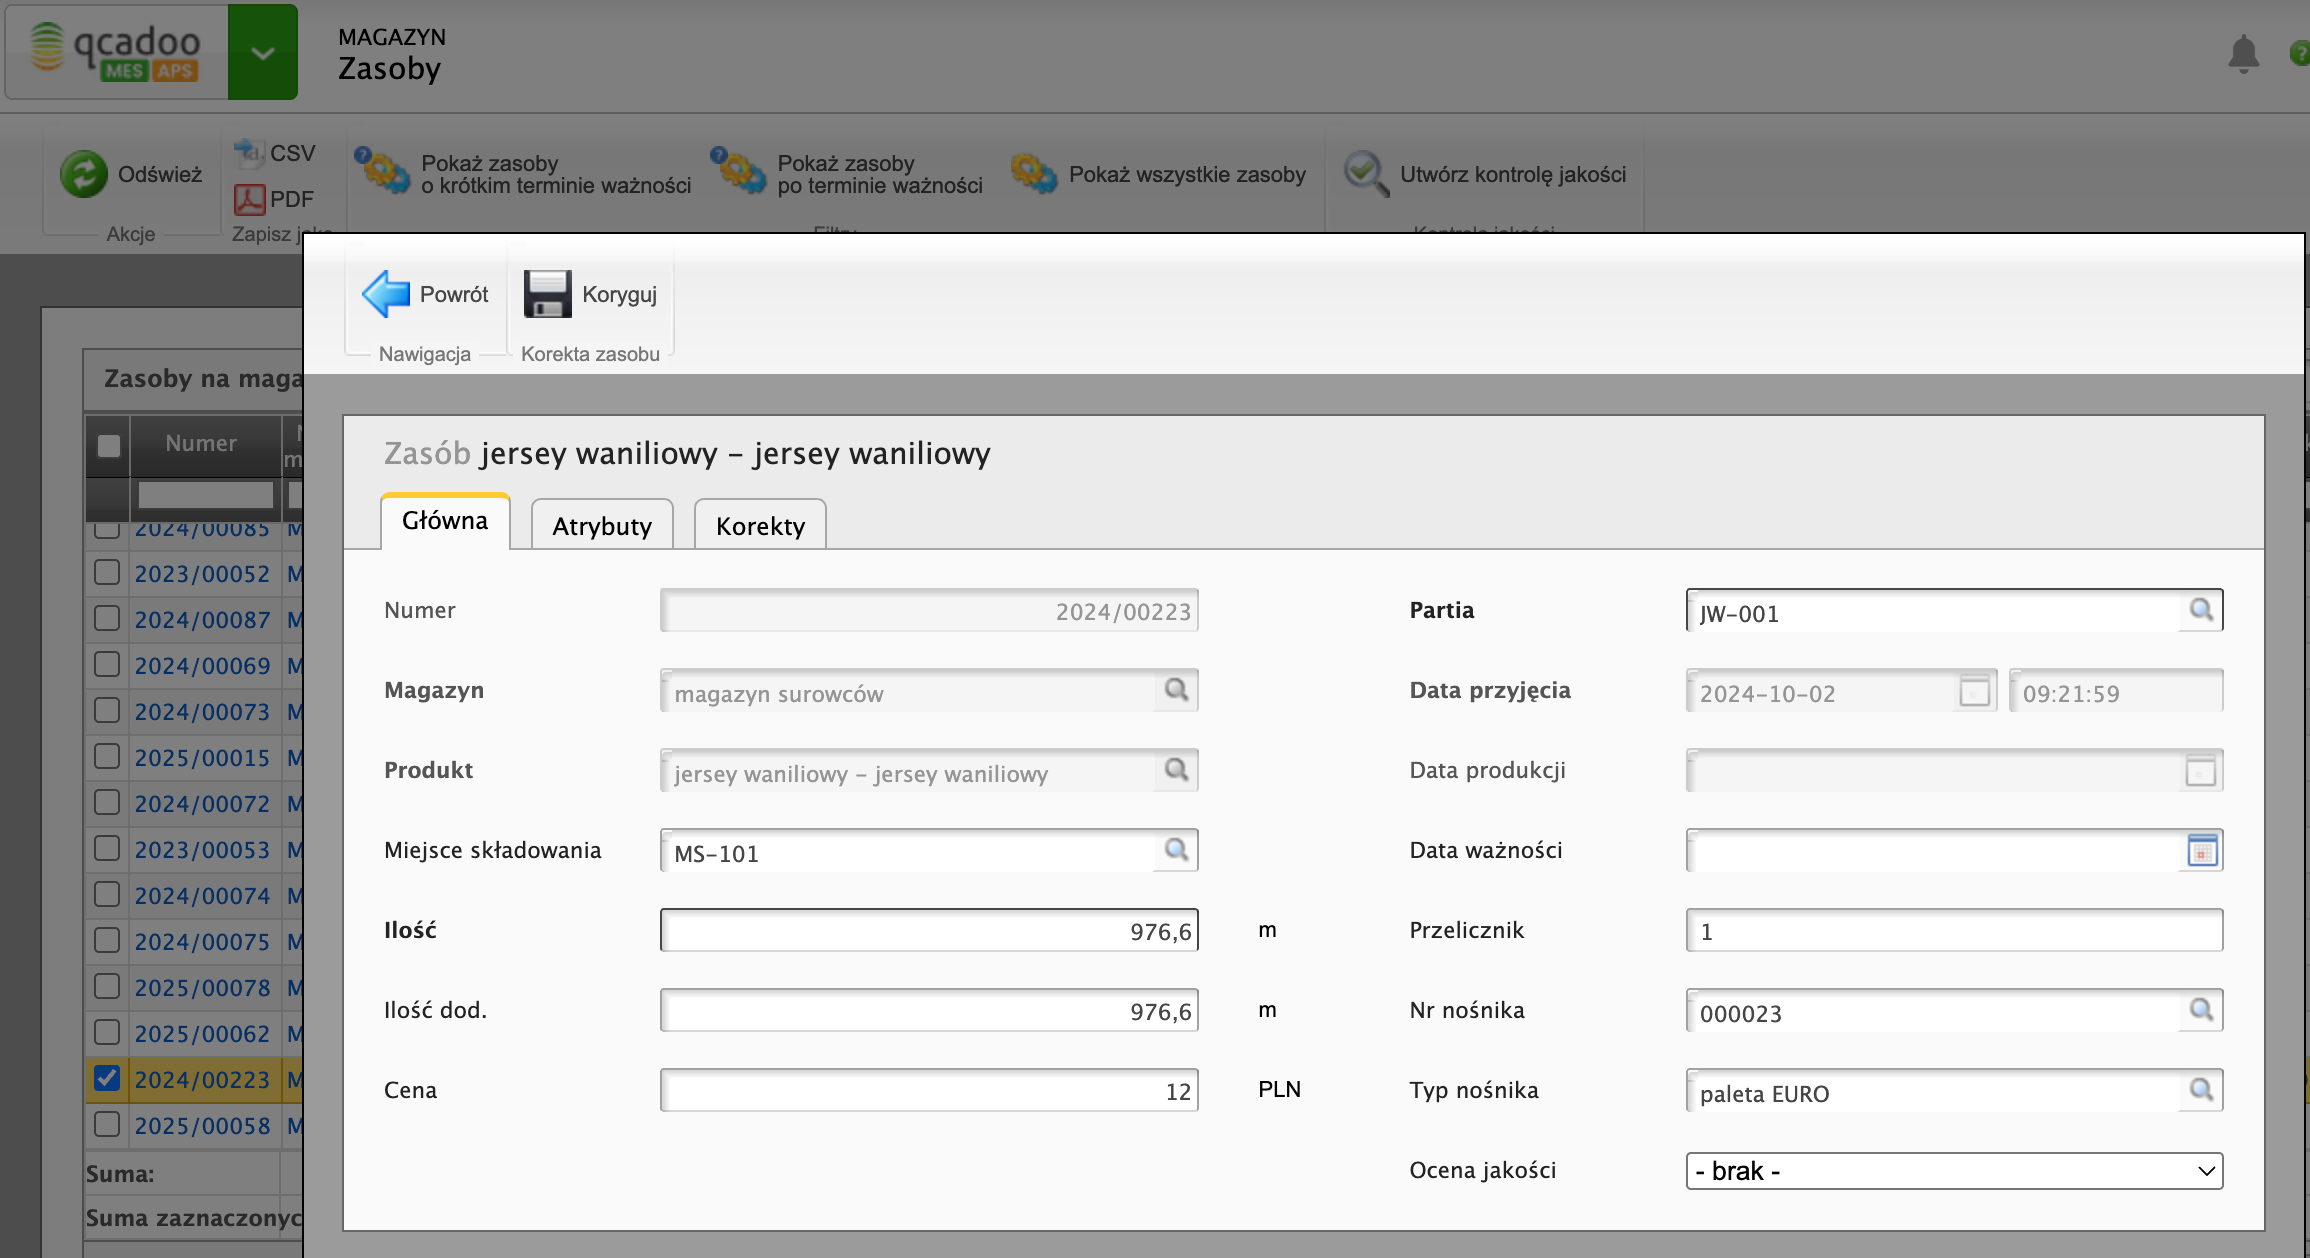 qcadoo
MES APS
MAGAZYN
Zasoby
Odśwież
Akcje
CSV
PDF
Zapisz jako
Pokaż zasoby
o krótkim terminie ważności
Pokaż zasoby
po terminie ważności
Pokaż wszystkie zasoby
Filtry
Utwórz kontrolę jakości
Kontrola jakości
?
Powrót
Nawigacja
Koryguj
Korekta zasobu
Zasoby na maga
Numer
2024/00085 M
2023/00052 M
2024/00087 M
2024/00069 M
2024/00073 M
2025/00015 M
2024/00072 M
2023/00053 M
2024/00074 M
2024/00075 M
2025/00078 M
2025/00062 M
2024/00223 M
2025/00058 M
Suma:
Suma zaznaczonyc
Zasób jersey waniliowy – jersey waniliowy
Główna
Atrybuty
Korekty
Numer 2024/00223
Magazyn magazyn surowców
Produkt jersey waniliowy – jersey waniliowy
Miejsce składowania MS-101
Ilość 976,6 m
Ilość dod. 976,6 m
Cena 12 PLN
Partia JW-001
Data przyjęcia 2024-10-02 09:21:59
Data produkcji
Data ważności
Przelicznik 1
Nr nośnika 000023
Typ nośnika paleta EURO
Ocena jakości - brak -